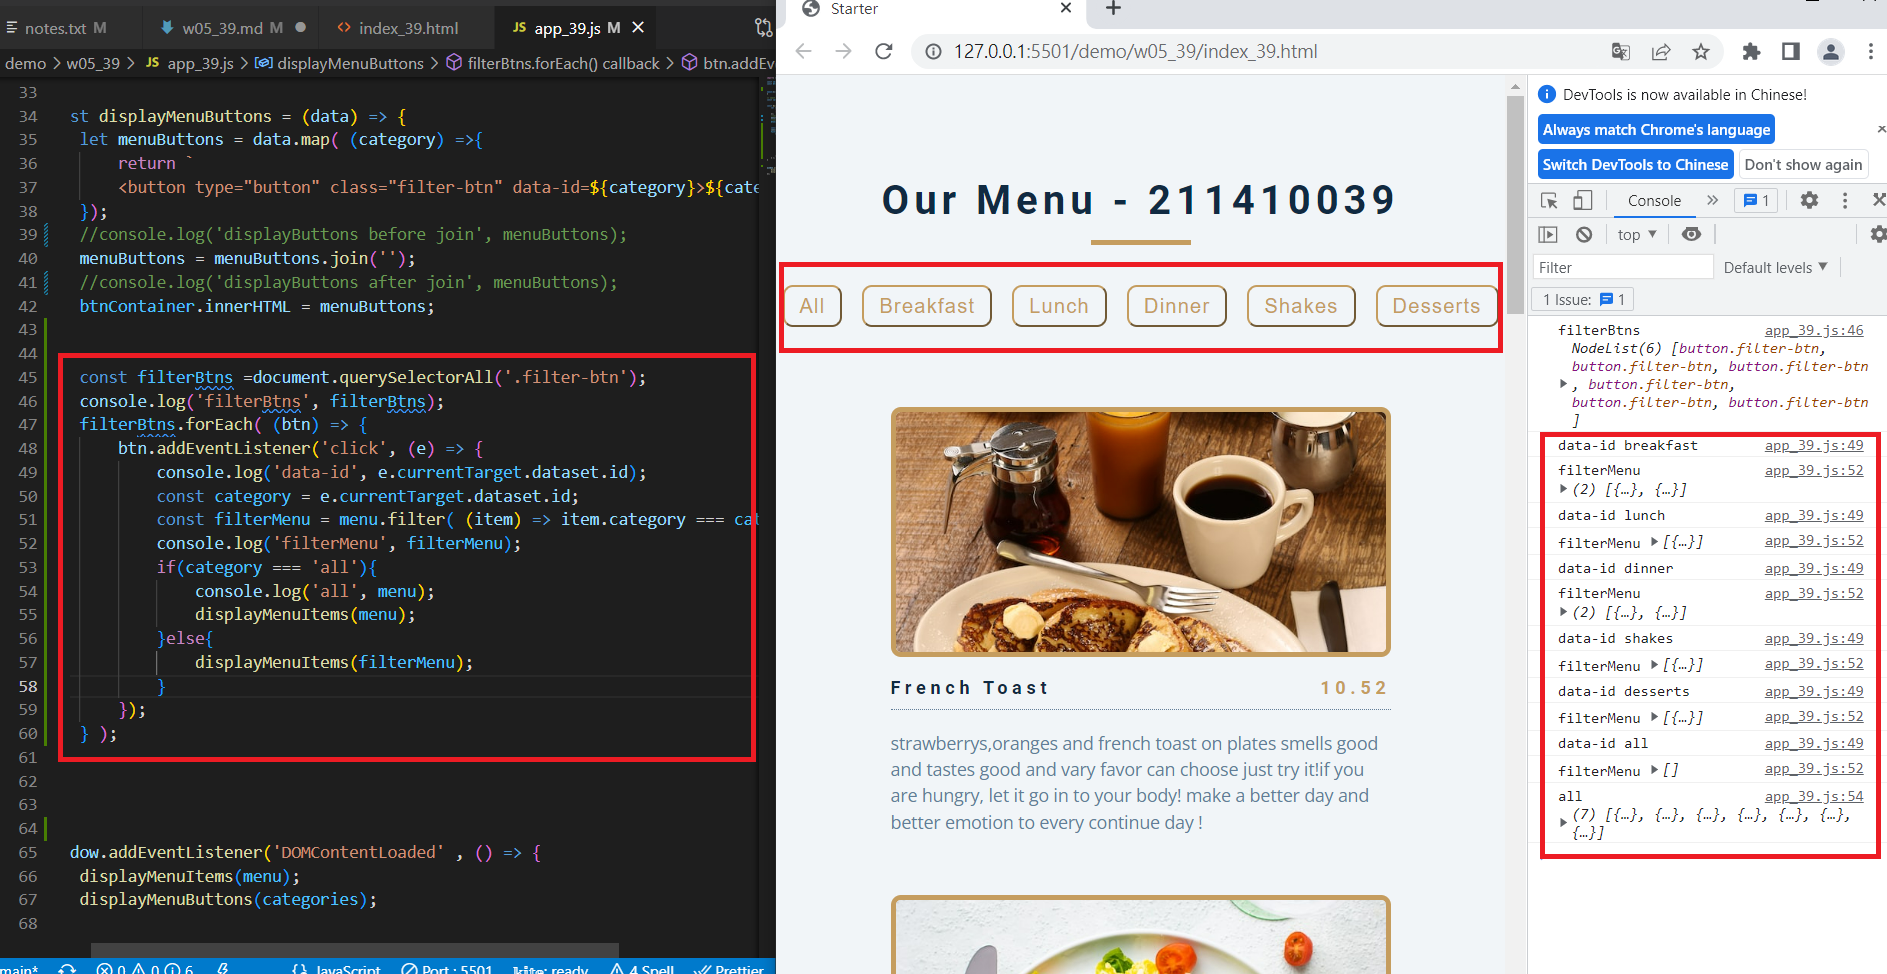 notes.txt M
w05_39.md M
index_39.html
JS app_39.js M
demo > w05_39 > JS app_39.js > displayMenuButtons > filterBtns.forEach() callback > btn.addEv
33
34 st displayMenuButtons = (data) => {
35 let menuButtons = data.map( (category) =>{
36 return `
37 <button type="button" class="filter-btn" data-id=${category}>${cate
38 });
39 //console.log('displayButtons before join', menuButtons);
40 menuButtons = menuButtons.join('');
41 //console.log('displayButtons after join', menuButtons);
42 btnContainer.innerHTML = menuButtons;
43
44
45 const filterBtns =document.querySelectorAll('.filter-btn');
46 console.log('filterBtns', filterBtns);
47 filterBtns.forEach( (btn) => {
48 btn.addEventListener('click', (e) => {
49 console.log('data-id', e.currentTarget.dataset.id);
50 const category = e.currentTarget.dataset.id;
51 const filterMenu = menu.filter( (item) => item.category === cat
52 console.log('filterMenu', filterMenu);
53 if(category === 'all'){
54 console.log('all', menu);
55 displayMenuItems(menu);
56 }else{
57 displayMenuItems(filterMenu);
58 }
59 });
60 } );
61
62
63
64
65 dow.addEventListener('DOMContentLoaded' , () => {
66 displayMenuItems(menu);
67 displayMenuButtons(categories);
68
main* 0 0 6 {} JavaScript Port : 5501 kite: ready 4 Spell Prettier
Starter
127.0.0.1:5501/demo/w05_39/index_39.html
Our Menu - 211410039
All Breakfast Lunch Dinner Shakes Desserts
French Toast 10.52
strawberrys,oranges and french toast on plates smells good
and tastes good and vary favor can choose just try it!if you
are hungry, let it go in to your body! make a better day and
better emotion to every continue day !
DevTools is now available in Chinese!
Always match Chrome's language
Switch DevTools to Chinese Don't show again
Console » 1
top
Filter Default levels
1 Issue: 1
filterBtns app_39.js:46
NodeList(6) [button.filter-btn,
button.filter-btn, button.filter-btn
, button.filter-btn,
button.filter-btn, button.filter-btn
]
data-id breakfast app_39.js:49
filterMenu app_39.js:52
(2) [{…}, {…}]
data-id lunch app_39.js:49
filterMenu [{…}] app_39.js:52
data-id dinner app_39.js:49
filterMenu app_39.js:52
(2) [{…}, {…}]
data-id shakes app_39.js:49
filterMenu [{…}] app_39.js:52
data-id desserts app_39.js:49
filterMenu [{…}] app_39.js:52
data-id all app_39.js:49
filterMenu [] app_39.js:52
all app_39.js:54
(7) [{…}, {…}, {…}, {…}, {…}, {…},
{…}]